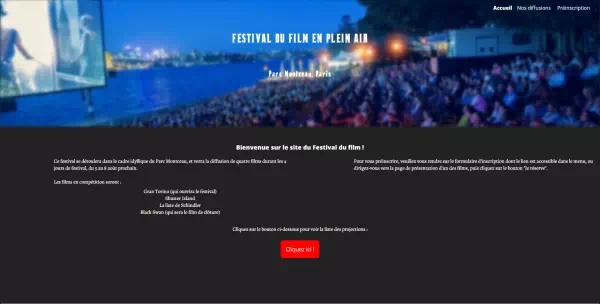 Accueil Nos diffusions Préinscription
FESTIVAL DU FILM EN PLEIN AIR
Parc Monceau, Paris
Bienvenue sur le site du Festival du film !
Ce festival se déroulera dans le cadre idyllique du Parc Montceau, et verra la diffusion de quatre films durant les 4
jours de festival, du 5 au 8 août prochain.
Les films en compétition seront :
Gran Torino (qui ouvrira le festival)
Shutter Island
La liste de Schindler
Black Swan (qui sera le film de clôture)
Pour vous préinscrire, veuillez vous rendre sur le formulaire d'inscription dont le lien est accessible dans le menu, ou
dirigez-vous vers la page de présentation d'un des films, puis cliquez sur le bouton "Je réserve".
Cliquez sur le bouton ci-dessous pour voir la liste des projections :
Cliquez ici !